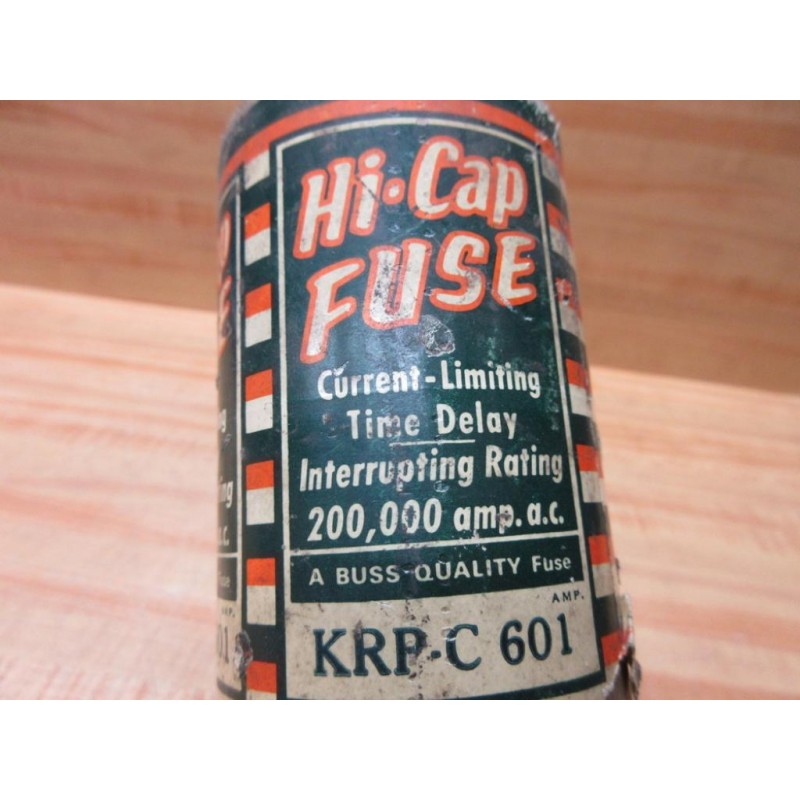 Hi-Cap
FUSE
Current-Limiting
Time Delay
Interrupting Rating
200,000 amp. a.c.
A BUSS QUALITY Fuse
AMP.
KRP-C 601